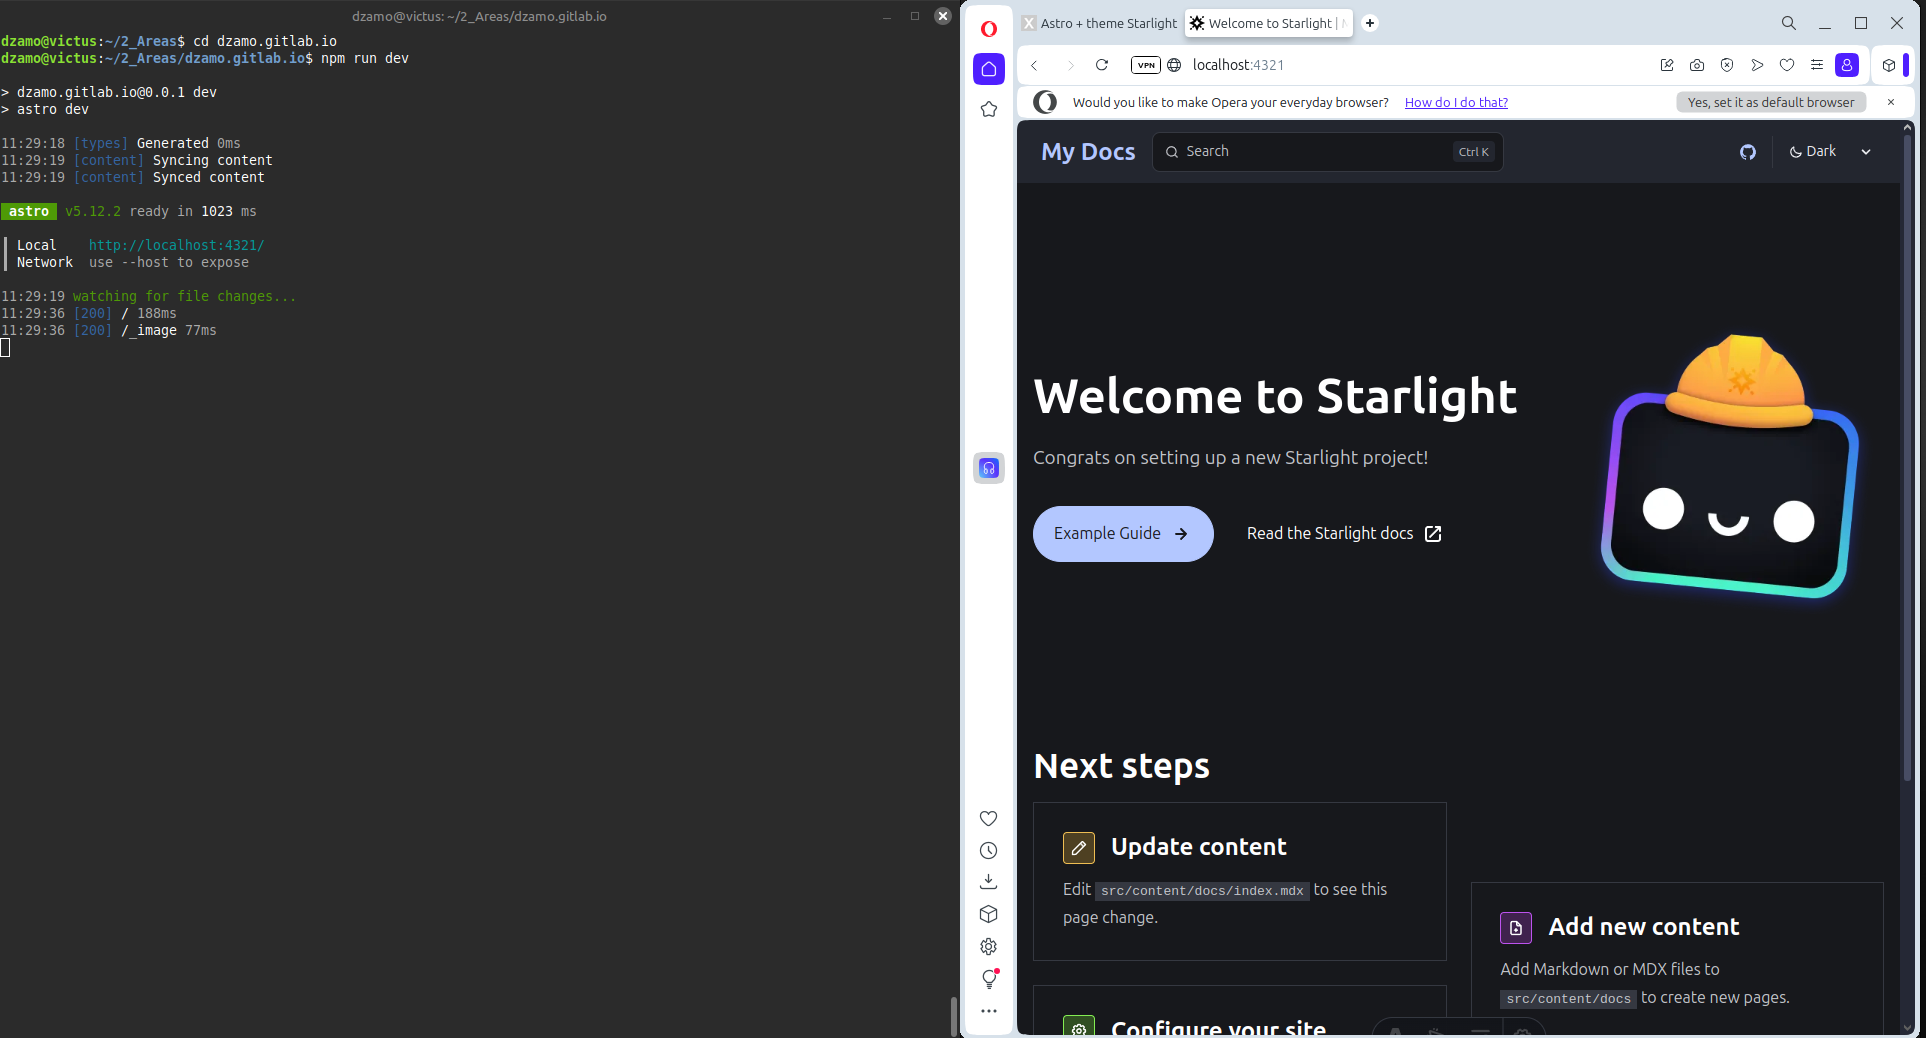 dzamo@victus: ~/2_Areas/dzamo.gitlab.io
dzamo@victus:~/2_Areas$ cd dzamo.gitlab.io
dzamo@victus:~/2_Areas/dzamo.gitlab.io$ npm run dev
> dzamo.gitlab.io@0.0.1 dev
> astro dev
11:29:18 [types] Generated 0ms
11:29:19 [content] Syncing content
11:29:19 [content] Synced content
astro v5.12.2 ready in 1023 ms
Local http://localhost:4321/
Network use --host to expose
11:29:19 watching for file changes...
11:29:36 [200] / 188ms
11:29:36 [200] /_image 77ms
Astro + theme Starlight
Welcome to Starlight |
VPN localhost:4321
Would you like to make Opera your everyday browser? How do I do that? Yes, set it as default browser
My Docs Search Ctrl K Dark
Welcome to Starlight
Congrats on setting up a new Starlight project!
Example Guide Read the Starlight docs
Next steps
Update content
Edit src/content/docs/index.mdx to see this
page change.
Add new content
Add Markdown or MDX files to
src/content/docs to create new pages.
Configure your site